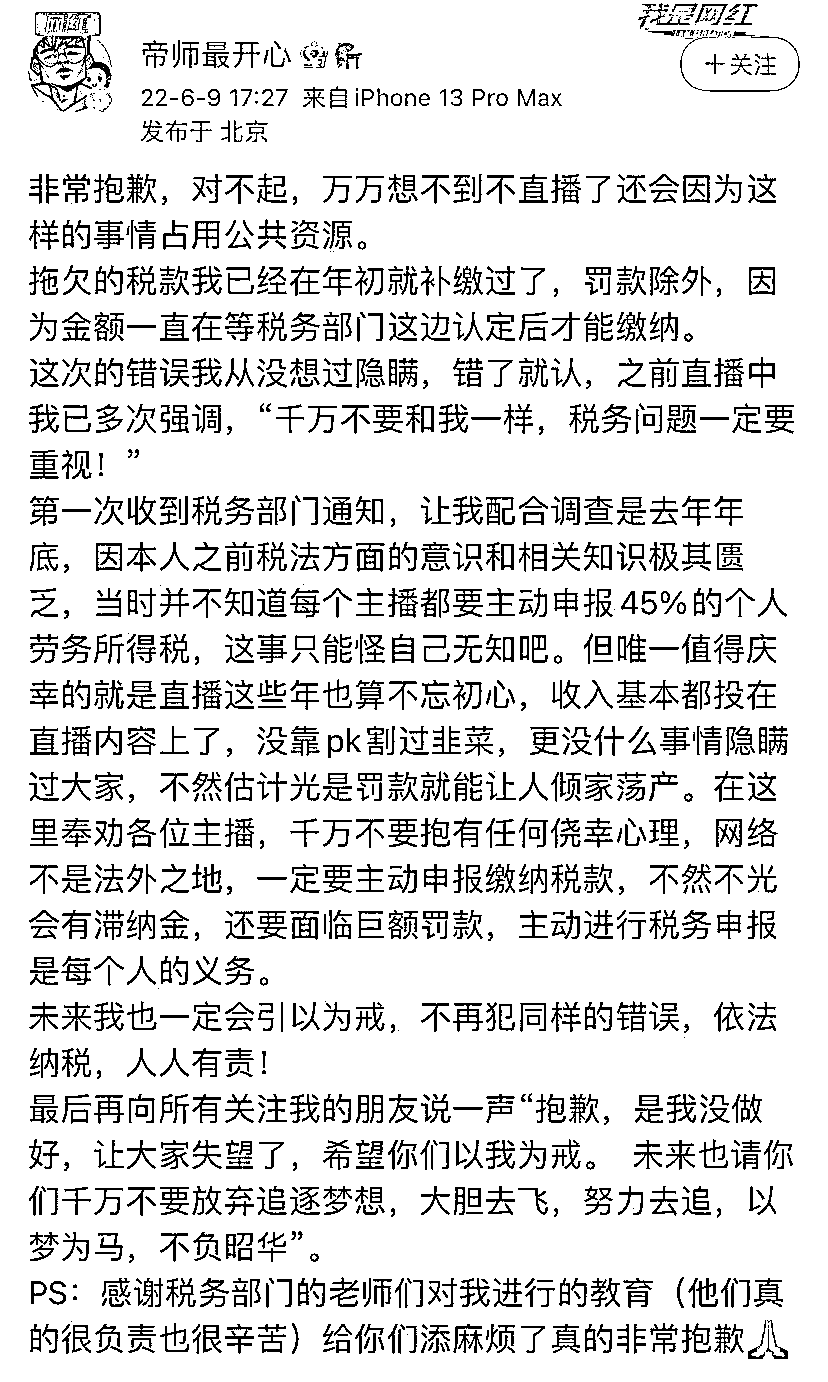 网红
我是网红
帝师最开心
十关注
22-6-9 17:27 来自iPhone 13 Pro Max
发布于 北京
非常抱歉，对不起，万万想不到不直播了还会因为这
样的事情占用公共资源。
拖欠的税款我已经在年初就补缴过了，罚款除外，因
为金额一直在等税务部门这边认定后才能缴纳。
这次的错误我从没想过隐瞒，错了就认，之前直播中
我已多次强调，“千万不要和我一样，税务问题一定要
重视！”
第一次收到税务部门通知，让我配合调查是去年年
底，因本人之前税法方面的意识和相关知识极其匮
乏，当时并不知道每个主播都要主动申报45%的个人
劳务所得税，这事只能怪自己无知吧。但唯一值得庆
幸的就是直播这些年也算不忘初心，收入基本都投在
直播内容上了，没靠pk割过韭菜，更没什么事情隐瞒
过大家，不然估计光是罚款就能让人倾家荡产。在这
里奉劝各位主播，千万不要抱有任何侥幸心理，网络
不是法外之地，一定要主动申报缴纳税款，不然不光
会有滞纳金，还要面临巨额罚款，主动进行税务申报
是每个人的义务。
未来我也一定会引以为戒，不再犯同样的错误，依法
纳税，人人有责！
最后再向所有关注我的朋友说一声“抱歉，是我没做
好，让大家失望了，希望你们以我为戒。 未来也请你
们千万不要放弃追逐梦想，大胆去飞，努力去追，以
梦为马，不负昭华”。
PS：感谢税务部门的老师们对我进行的教育（他们真
的很负责也很辛苦）给你们添麻烦了真的非常抱歉🙏